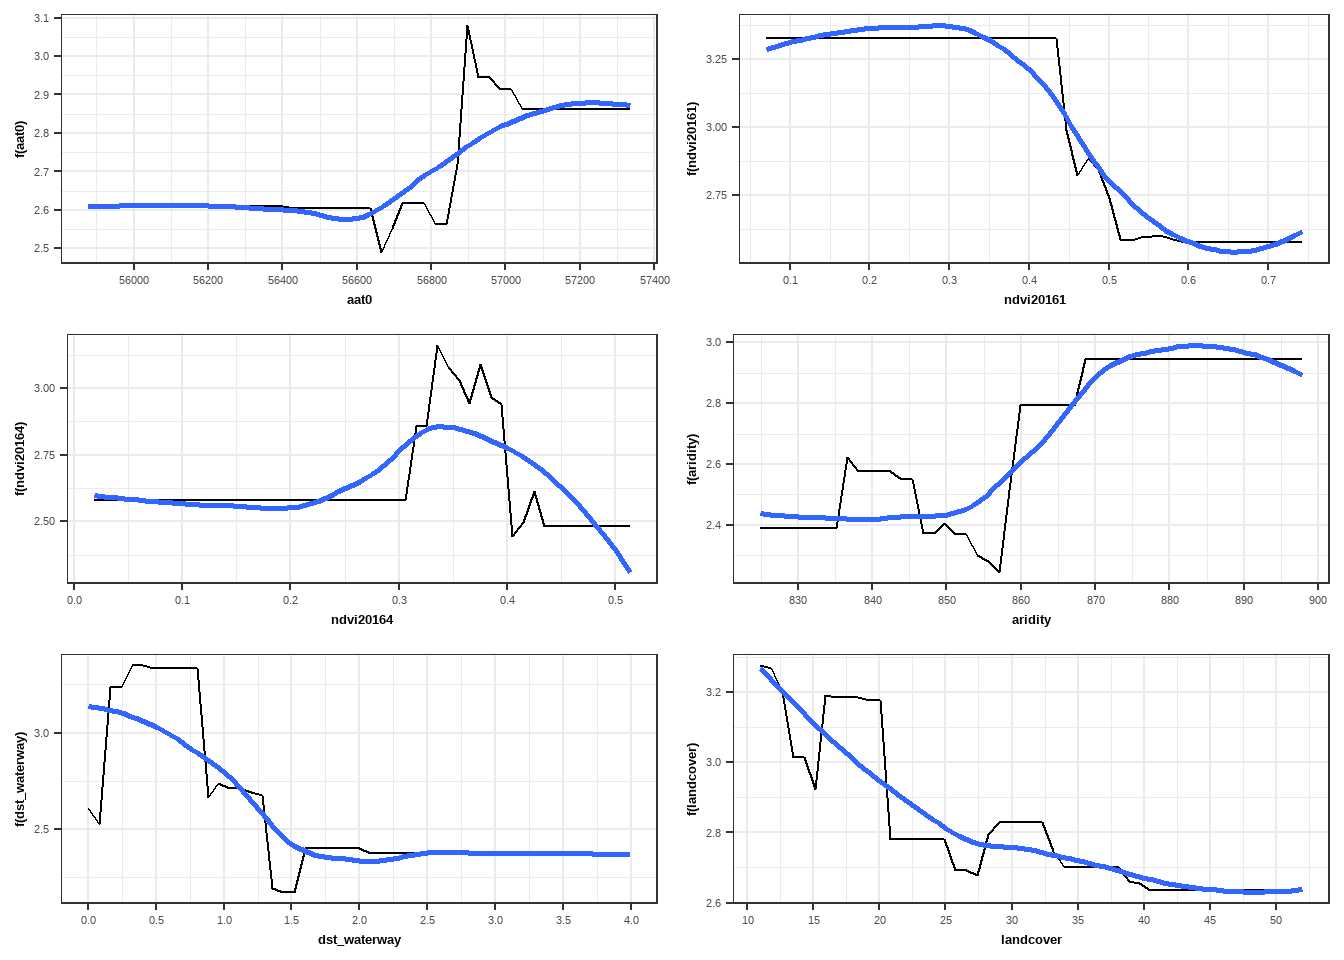 3.1
3.0
2.9
2.8
2.7
2.6
2.5
f(aat0)
56000 56200 56400 56600 56800 57000 57200 57400
aat0
3.25
3.00
2.75
f(ndvi20161)
0.1 0.2 0.3 0.4 0.5 0.6 0.7
ndvi20161
3.00
2.75
2.50
f(ndvi20164)
0.0 0.1 0.2 0.3 0.4 0.5
ndvi20164
3.0
2.8
2.6
2.4
f(aridity)
830 840 850 860 870 880 890 900
aridity
3.0
2.5
f(dst_waterway)
0.0 0.5 1.0 1.5 2.0 2.5 3.0 3.5 4.0
dst_waterway
3.2
3.0
2.8
2.6
f(landcover)
10 15 20 25 30 35 40 45 50
landcover